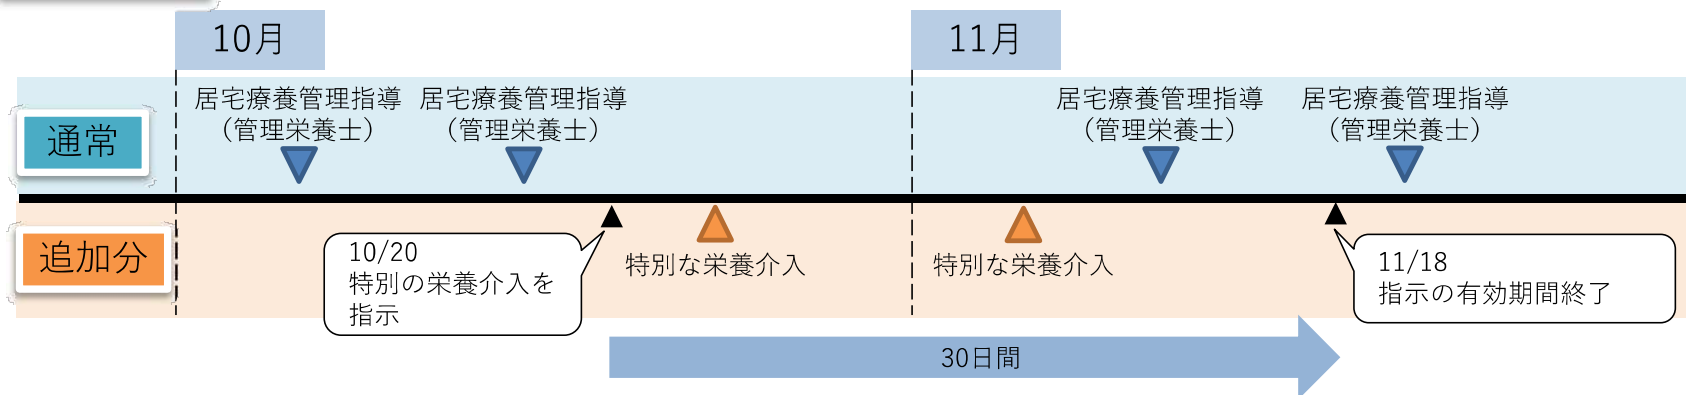 10月
11月
通常
居宅療養管理指導
（管理栄養士）
居宅療養管理指導
（管理栄養士）
居宅療養管理指導
（管理栄養士）
居宅療養管理指導
（管理栄養士）
追加分
10/20
特別の栄養介入を
指示
特別な栄養介入
特別な栄養介入
11/18
指示の有効期間終了
30日間